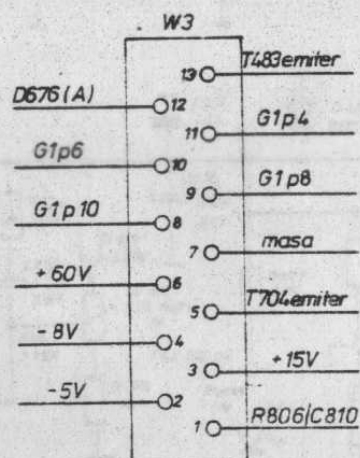 W3
13 T483emiter
D676(A) 12
11 G1p4
G1p6 10
9 G1p8
G1p10 8
7 masa
+60V 6
5 T704emiter
-8V 4
3 +15V
-5V 2
1 R806/C810